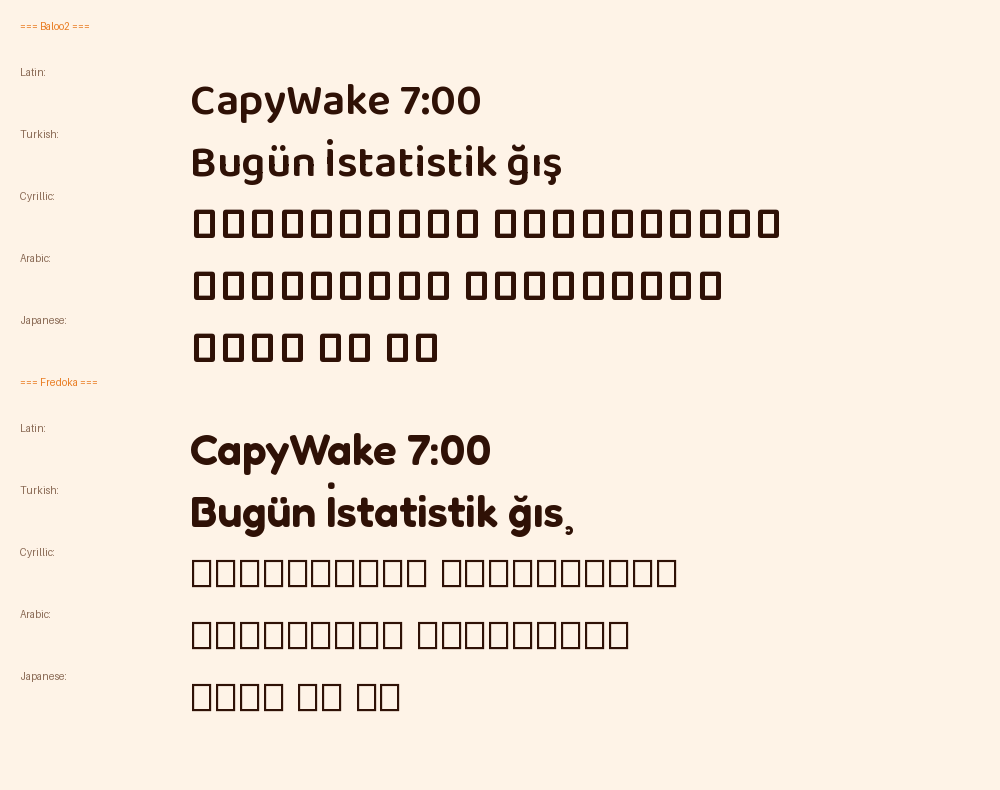 === Baloo2 ===
Latin:
CapyWake 7:00
Turkish:
Bugün İstatistik ğış
Cyrillic:
Arabic:
Japanese:
=== Fredoka ===
Latin:
CapyWake 7:00
Turkish:
Bugün İstatistik ğış
Cyrillic:
Arabic:
Japanese: